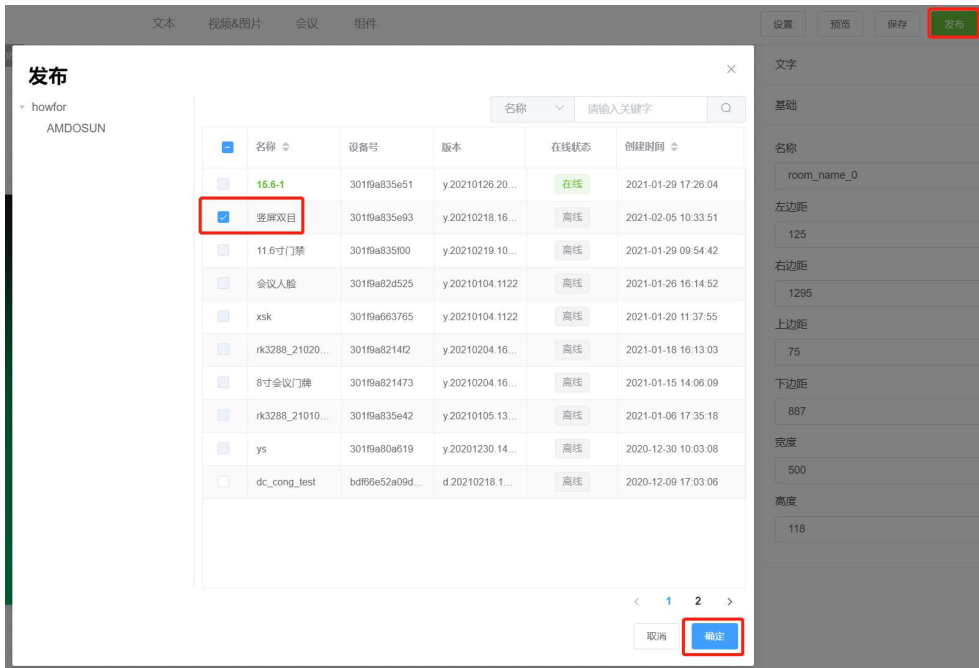 文本 视频&图片 会议 组件 设置 预览 保存 发布
发布
howfor
AMDOSUN
名称 请输入关键字
名称 设备号 版本 在线状态 创建时间
15.6-1 301f9a835e51 y.20210126.20... 在线 2021-01-29 17:26:04
竖屏双目 301f9a835e93 y.20210218.16... 离线 2021-02-05 10:33:51
11.6寸门禁 301f9a835f00 y.20210219.10... 离线 2021-01-29 09:54:42
会议人脸 301f9a82d525 y.20210104.1122 离线 2021-01-26 16:14:52
xsk 301f9a663765 y.20210104.1122 离线 2021-01-20 11:37:55
rk3288_21020... 301f9a8214f2 y.20210204.16... 离线 2021-01-18 16:13:03
8寸会议门牌 301f9a821473 y.20210204.16... 离线 2021-01-15 14:06:09
rk3288_21010... 301f9a835e42 y.20210105.13... 离线 2021-01-06 17:35:18
ys 301f9a80a619 y.20201230.14... 离线 2020-12-30 10:03:08
dc_cong_test bdf66e52a09d... d.20210218.1... 离线 2020-12-09 17:03:06
1 2
取消 确定
文字
基础
名称
room_name_0
左边距
125
右边距
1295
上边距
75
下边距
887
宽度
500
高度
118